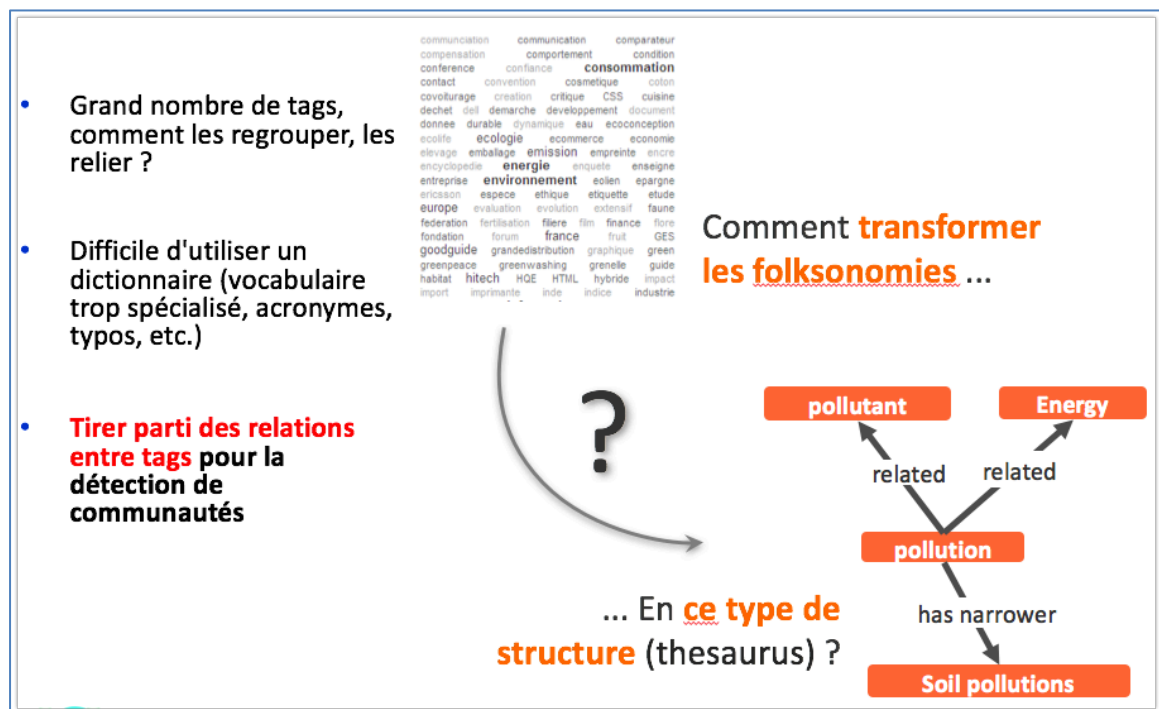 • Grand nombre de tags,
comment les regrouper, les
relier ?
• Difficile d'utiliser un
dictionnaire (vocabulaire
trop spécialisé, acronymes,
typos, etc.)
• Tirer parti des relations
entre tags pour la
détection de
communautés
communciation communication comparateur
compensation comportement condition
conference confiance consommation
contact convention cosmetique coton
covoiturage creation critique CSS cuisine
dechet dell demarche developpement document
donnee durable dynamique eau ecoconception
ecolife ecologie ecommerce economie
elevage emballage emission empreinte encre
encyclopedie energie enquete enseigne
entreprise environnement eolien epargne
ericsson espece ethique etiquette etude
europe evaluation evolution extensif faune
federation fertilisation filiere film finance flore
fondation forum france fruit GES
goodguide grandedistribution graphique green
greenpeace greenwashing grenelle guide
habitat hitech HQE HTML hybride impact
import imprimante inde indice industrie
Comment transformer
les folksonomies ...
?
... En ce type de
structure (thesaurus) ?
pollutant
Energy
related
related
pollution
has narrower
Soil pollutions